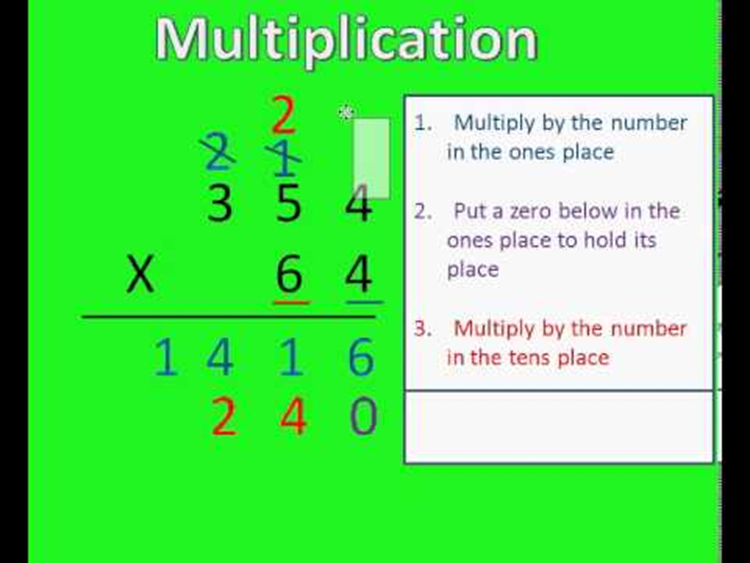 Multiplication
2
2 1
3 5 4
X 6 4
1 4 1 6
2 4 0
1. Multiply by the number
in the ones place
2. Put a zero below in the
ones place to hold its
place
3. Multiply by the number
in the tens place